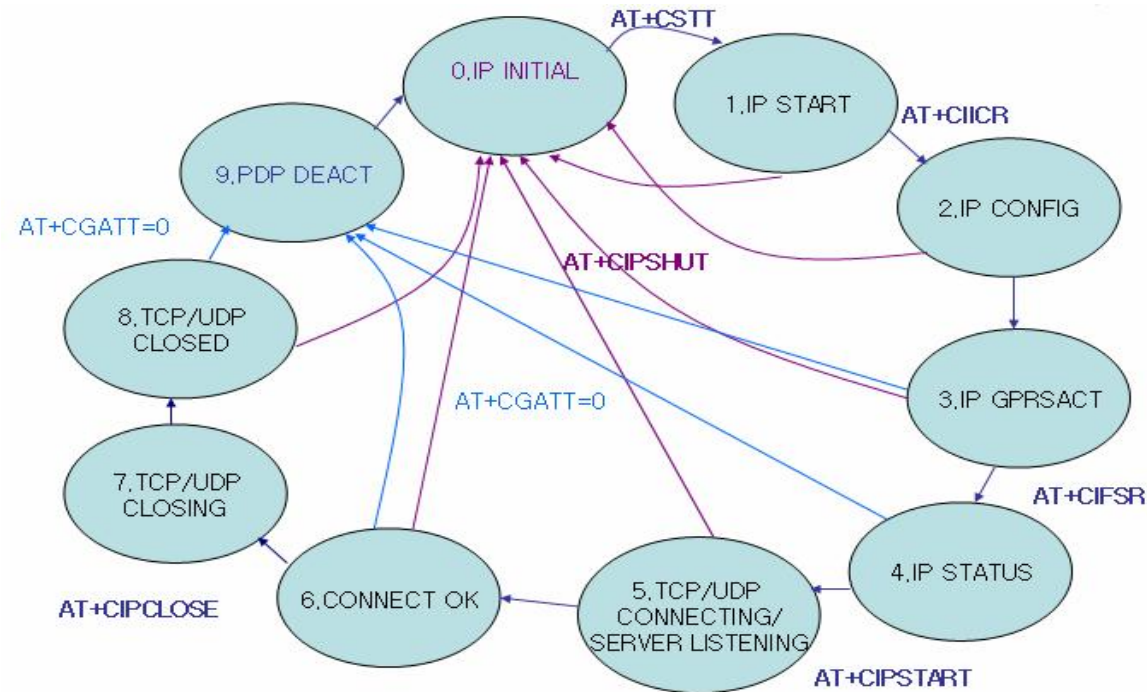 AT+CSTT
0,IP INITIAL
1,IP START
AT+CIICR
9,PDP DEACT
2,IP CONFIG
AT+CGATT=0
AT+CIPSHUT
8,TCP/UDP
CLOSED
3,IP GPRSACT
AT+CGATT=0
7,TCP/UDP
CLOSING
AT+CIFSR
4,IP STATUS
6,CONNECT OK
5,TCP/UDP
CONNECTING/
SERVER LISTENING
AT+CIPCLOSE
AT+CIPSTART